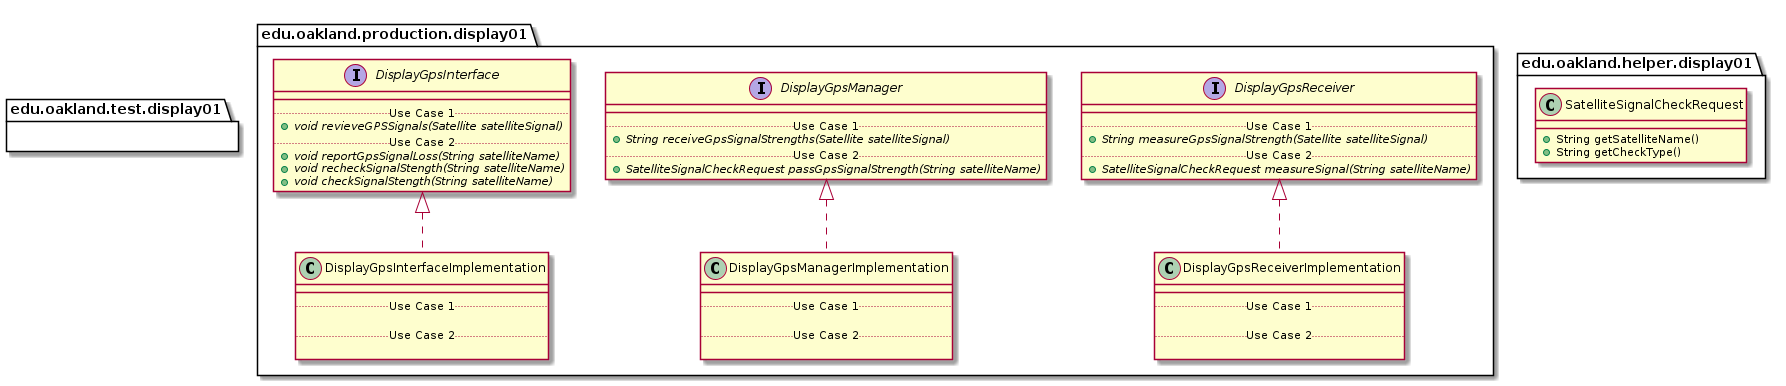 edu.oakland.test.display01
edu.oakland.production.display01
I DisplayGpsInterface
Use Case 1
void revieveGPSSignals(Satellite satelliteSignal)
Use Case 2
void reportGpsSignalLoss(String satelliteName)
void recheckSignalStength(String satelliteName)
void checkSignalStength(String satelliteName)
I DisplayGpsManager
Use Case 1
String receiveGpsSignalStrengths(Satellite satelliteSignal)
Use Case 2
SatelliteSignalCheckRequest passGpsSignalStrength(String satelliteName)
I DisplayGpsReceiver
Use Case 1
String measureGpsSignalStrength(Satellite satelliteSignal)
Use Case 2
SatelliteSignalCheckRequest measureSignal(String satelliteName)
C DisplayGpsInterfaceImplementation
Use Case 1
Use Case 2
C DisplayGpsManagerImplementation
Use Case 1
Use Case 2
C DisplayGpsReceiverImplementation
Use Case 1
Use Case 2
edu.oakland.helper.display01
C SatelliteSignalCheckRequest
String getSatelliteName()
String getCheckType()